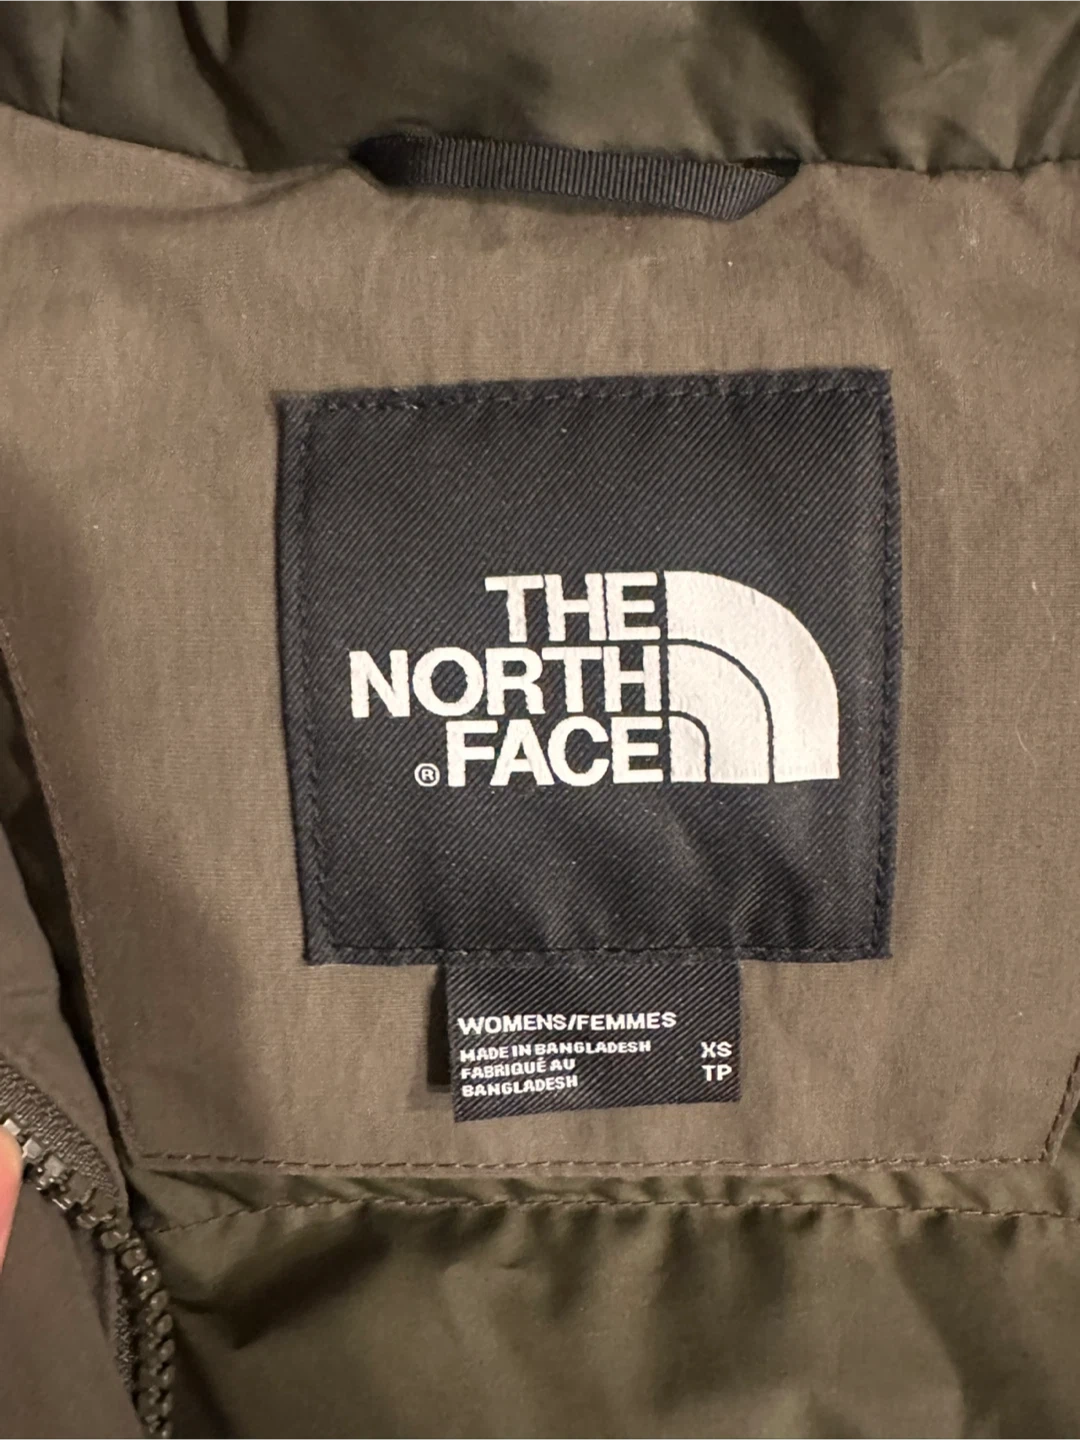 THE
NORTH
®FACE
WOMENS/FEMMES
MADE IN BANGLADESH XS
FABRIQUÉ AU TP
BANGLADESH